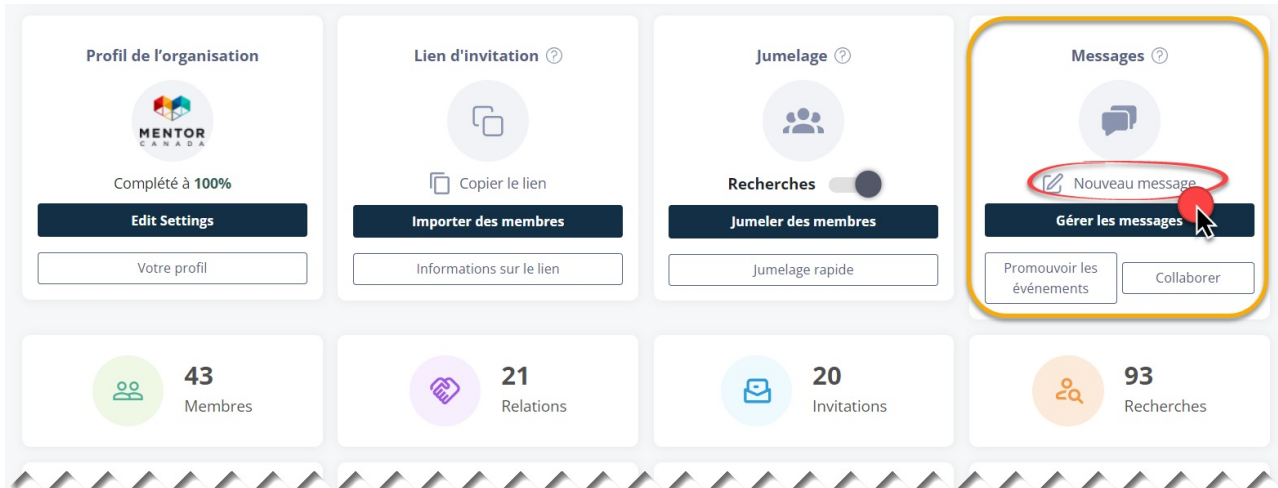 Profil de l’organisation
MENTOR
CANADA
Complété à 100%
Edit Settings
Votre profil
Lien d'invitation ?
Copier le lien
Importer des membres
Informations sur le lien
Jumelage ?
Recherches
Jumeler des membres
Jumelage rapide
Messages ?
Nouveau message
Gérer les messages
Promouvoir les
événements
Collaborer
43
Membres
21
Relations
20
Invitations
93
Recherches